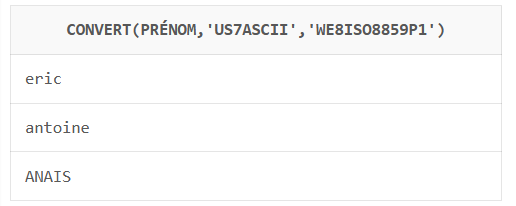 CONVERT(PRÉNOM,'US7ASCII','WE8ISO8859P1')
eric
antoine
ANAIS